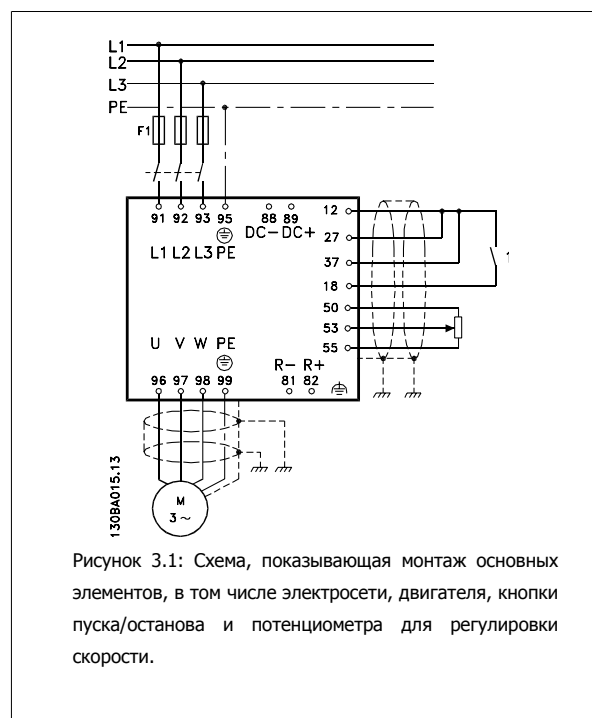 L1
L2
L3
PE
F1
91 92 93 95 88 89 12
DC- DC+ 27
L1 L2 L3 PE 37
18
50
53
U V W PE 55
R- R+
96 97 98 99 81 82
130BA015.13
M
3 ~
Рисунок 3.1: Схема, показывающая монтаж основных
элементов, в том числе электросети, двигателя, кнопки
пуска/останова и потенциометра для регулировки
скорости.